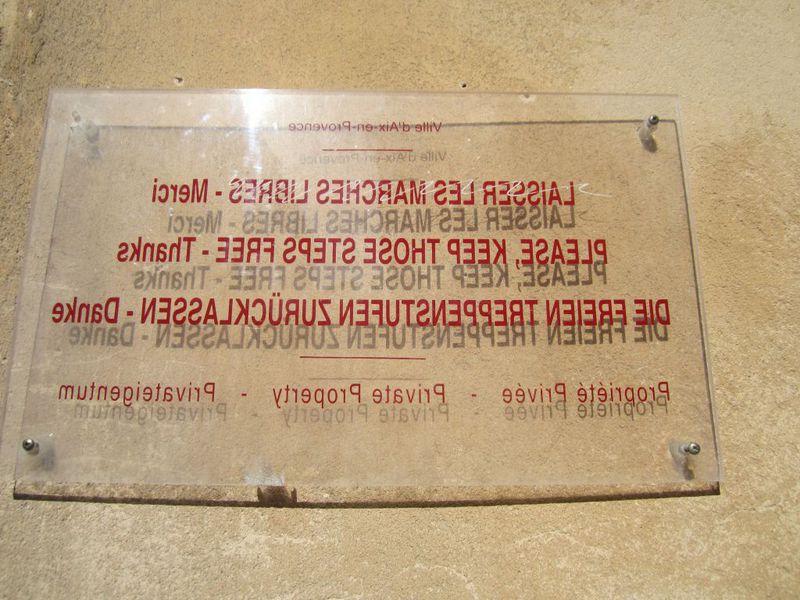 Ville d'Aix-en-Provence
LAISSER LES MARCHES LIBRES - Merci
PLEASE, KEEP THOSE STEPS FREE - Thanks
DIE FREIEN TREPPENSTUFEN ZURÜCKLASSEN - Danke
Propriété Privée - Private Property - Privateigentum